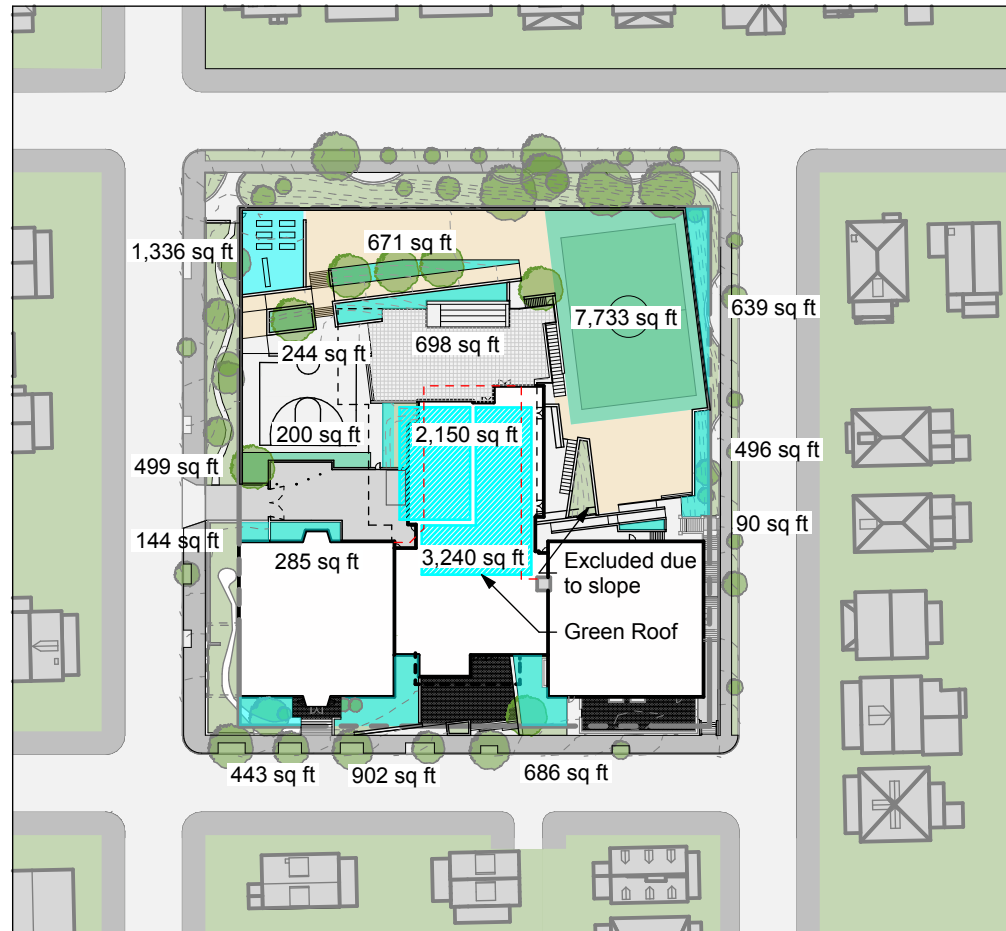 671 sq ft
1,336 sq ft
639 sq ft
7,733 sq ft
698 sq ft
244 sq ft
200 sq ft
2,150 sq ft
496 sq ft
499 sq ft
90 sq ft
144 sq ft
285 sq ft
3,240 sq ft
Excluded due
to slope
Green Roof
443 sq ft
902 sq ft
686 sq ft